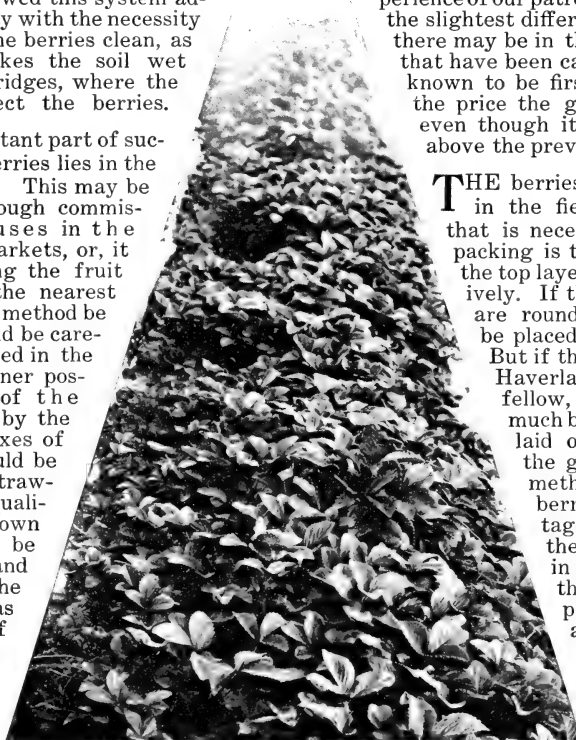 wed this system ad-
y with the necessity
he berries clean, as
kes the soil wet
ridges, where the
ect the berries.
tant part of suc-
erries lies in the
This may be
ough commis-
uses in the
arkets, or, it
ng the fruit
the nearest
method be
ld be care-
ed in the
ner pos-
of the
by the
xes of
uld be
traw-
uali-
own
be
and
he
as
f
perience of our patro
the slightest differ
there may be in th
that have been ca
known to be firs
the price the g
even though it
above the prev
THE berries
in the fie
that is nece
packing is t
the top laye
ively. If t
are round
be placed
But if th
Haverla
fellow,
much b
laid o
the g
meth
berr
tag
the
in
th
p
a